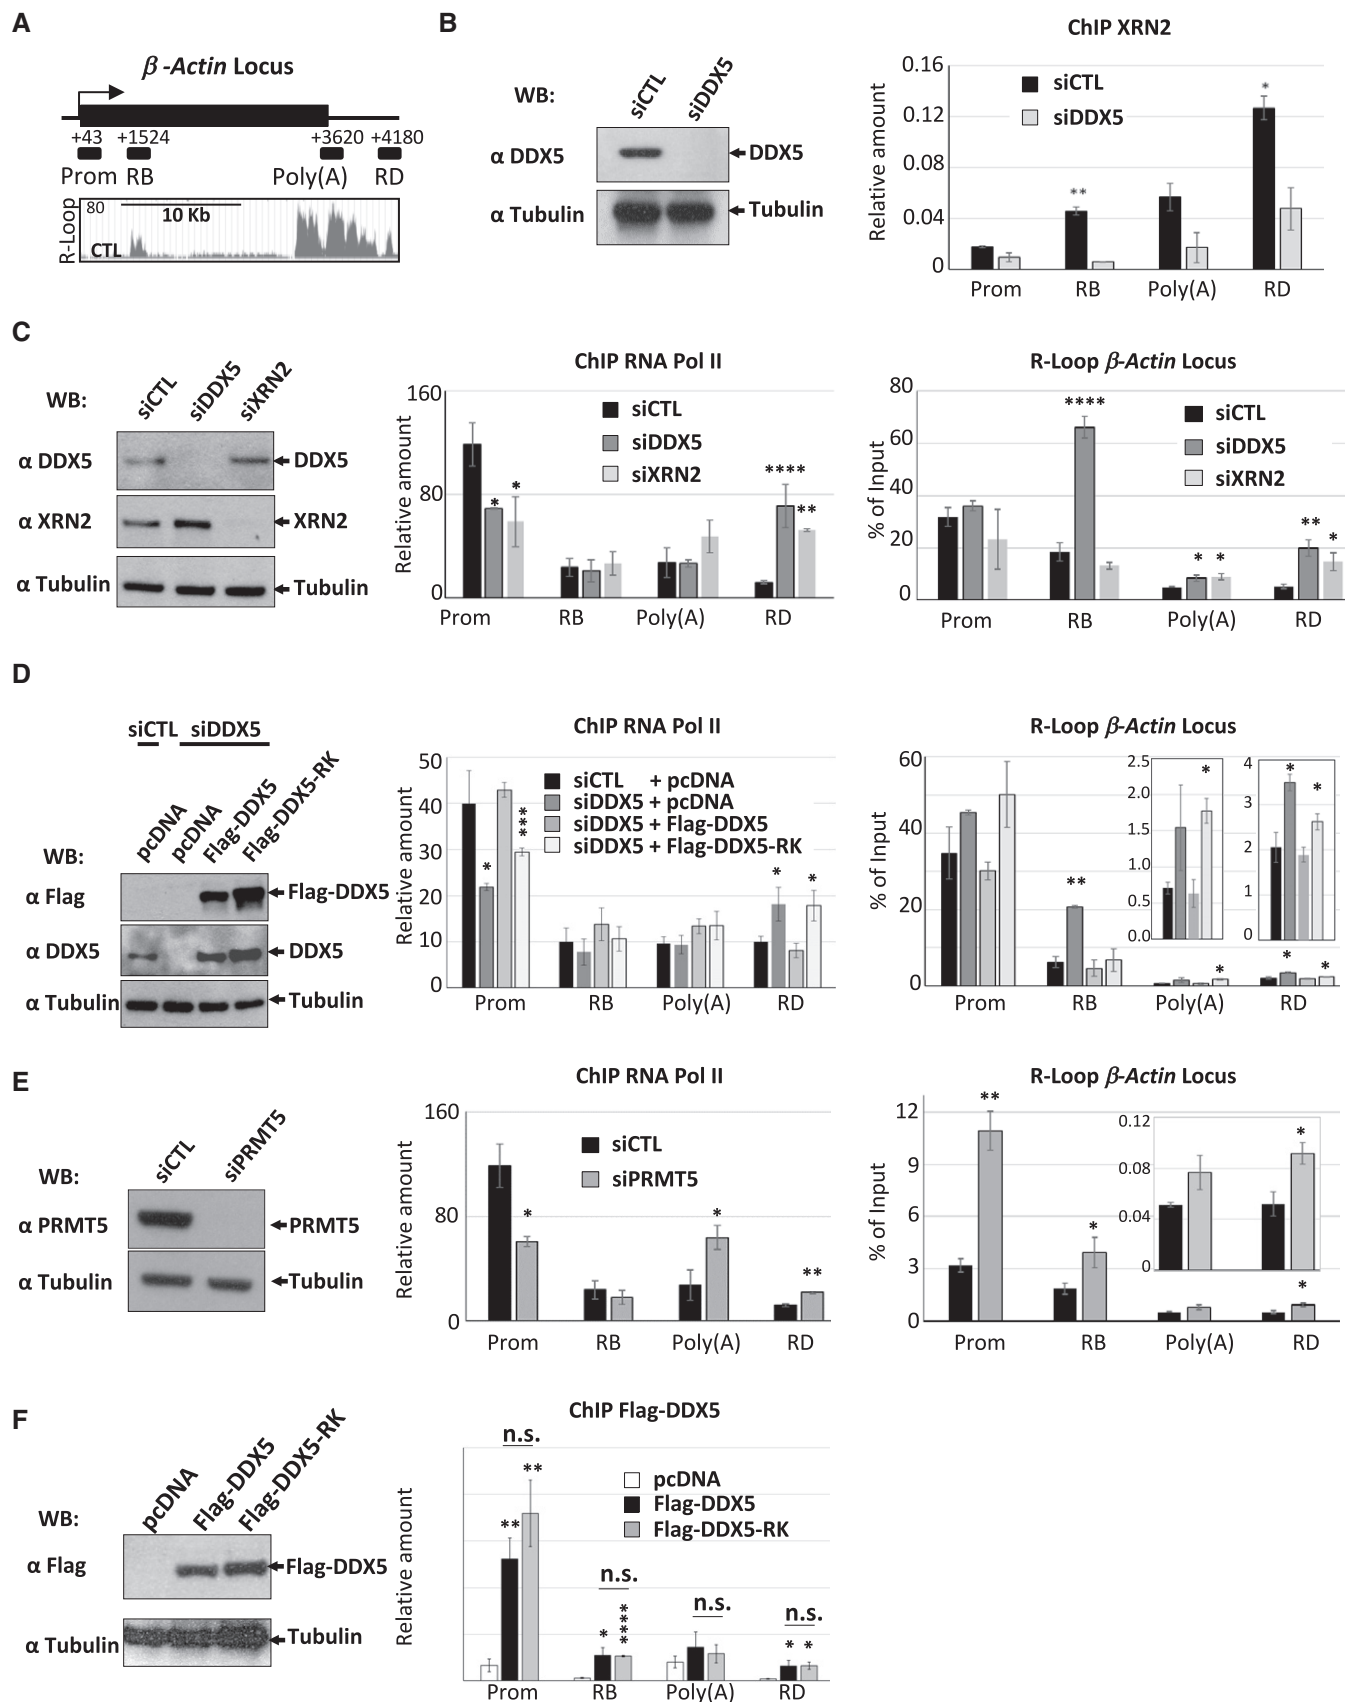 A
β -Actin Locus
+43 +1524 +3620 +4180
Prom RB Poly(A) RD
R-Loop
80
10 Kb
CTL
B
WB:
siCTL
siDDX5
α DDX5
DDX5
α Tubulin
Tubulin
ChIP XRN2
Relative amount
0.16
0.12
0.08
0.04
0
siCTL
siDDX5
**
*
Prom RB Poly(A) RD
C
WB:
siCTL
siDDX5
siXRN2
α DDX5
DDX5
α XRN2
XRN2
α Tubulin
Tubulin
ChIP RNA Pol II
Relative amount
160
80
0
siCTL
siDDX5
siXRN2
*
*
****
**
Prom RB Poly(A) RD
R-Loop β-Actin Locus
% of Input
80
60
40
20
0
siCTL
siDDX5
siXRN2
****
* *
**
*
Prom RB Poly(A) RD
D
siCTL siDDX5
WB:
pcDNA
pcDNA
Flag-DDX5
Flag-DDX5-RK
α Flag
Flag-DDX5
α DDX5
DDX5
α Tubulin
Tubulin
ChIP RNA Pol II
Relative amount
50
40
30
20
10
0
siCTL + pcDNA
siDDX5 + pcDNA
siDDX5 + Flag-DDX5
siDDX5 + Flag-DDX5-RK
*
***
* *
Prom RB Poly(A) RD
R-Loop β-Actin Locus
% of Input
60
40
20
0
**
*
*
*
2.5
2.0
1.5
1.0
0.5
0.0
*
4
3
2
1
0
*
*
Prom RB Poly(A) RD
E
WB:
siCTL
siPRMT5
α PRMT5
PRMT5
α Tubulin
Tubulin
ChIP RNA Pol II
Relative amount
160
80
0
siCTL
siPRMT5
*
*
**
Prom RB Poly(A) RD
R-Loop β-Actin Locus
% of Input
12
9
6
3
0
**
*
*
0.12
0.08
0.04
0
*
Prom RB Poly(A) RD
F
WB:
pcDNA
Flag-DDX5
Flag-DDX5-RK
α Flag
Flag-DDX5
α Tubulin
Tubulin
ChIP Flag-DDX5
Relative amount
pcDNA
Flag-DDX5
Flag-DDX5-RK
n.s.
**
**
n.s.
*
****
n.s.
n.s.
* *
Prom RB Poly(A) RD